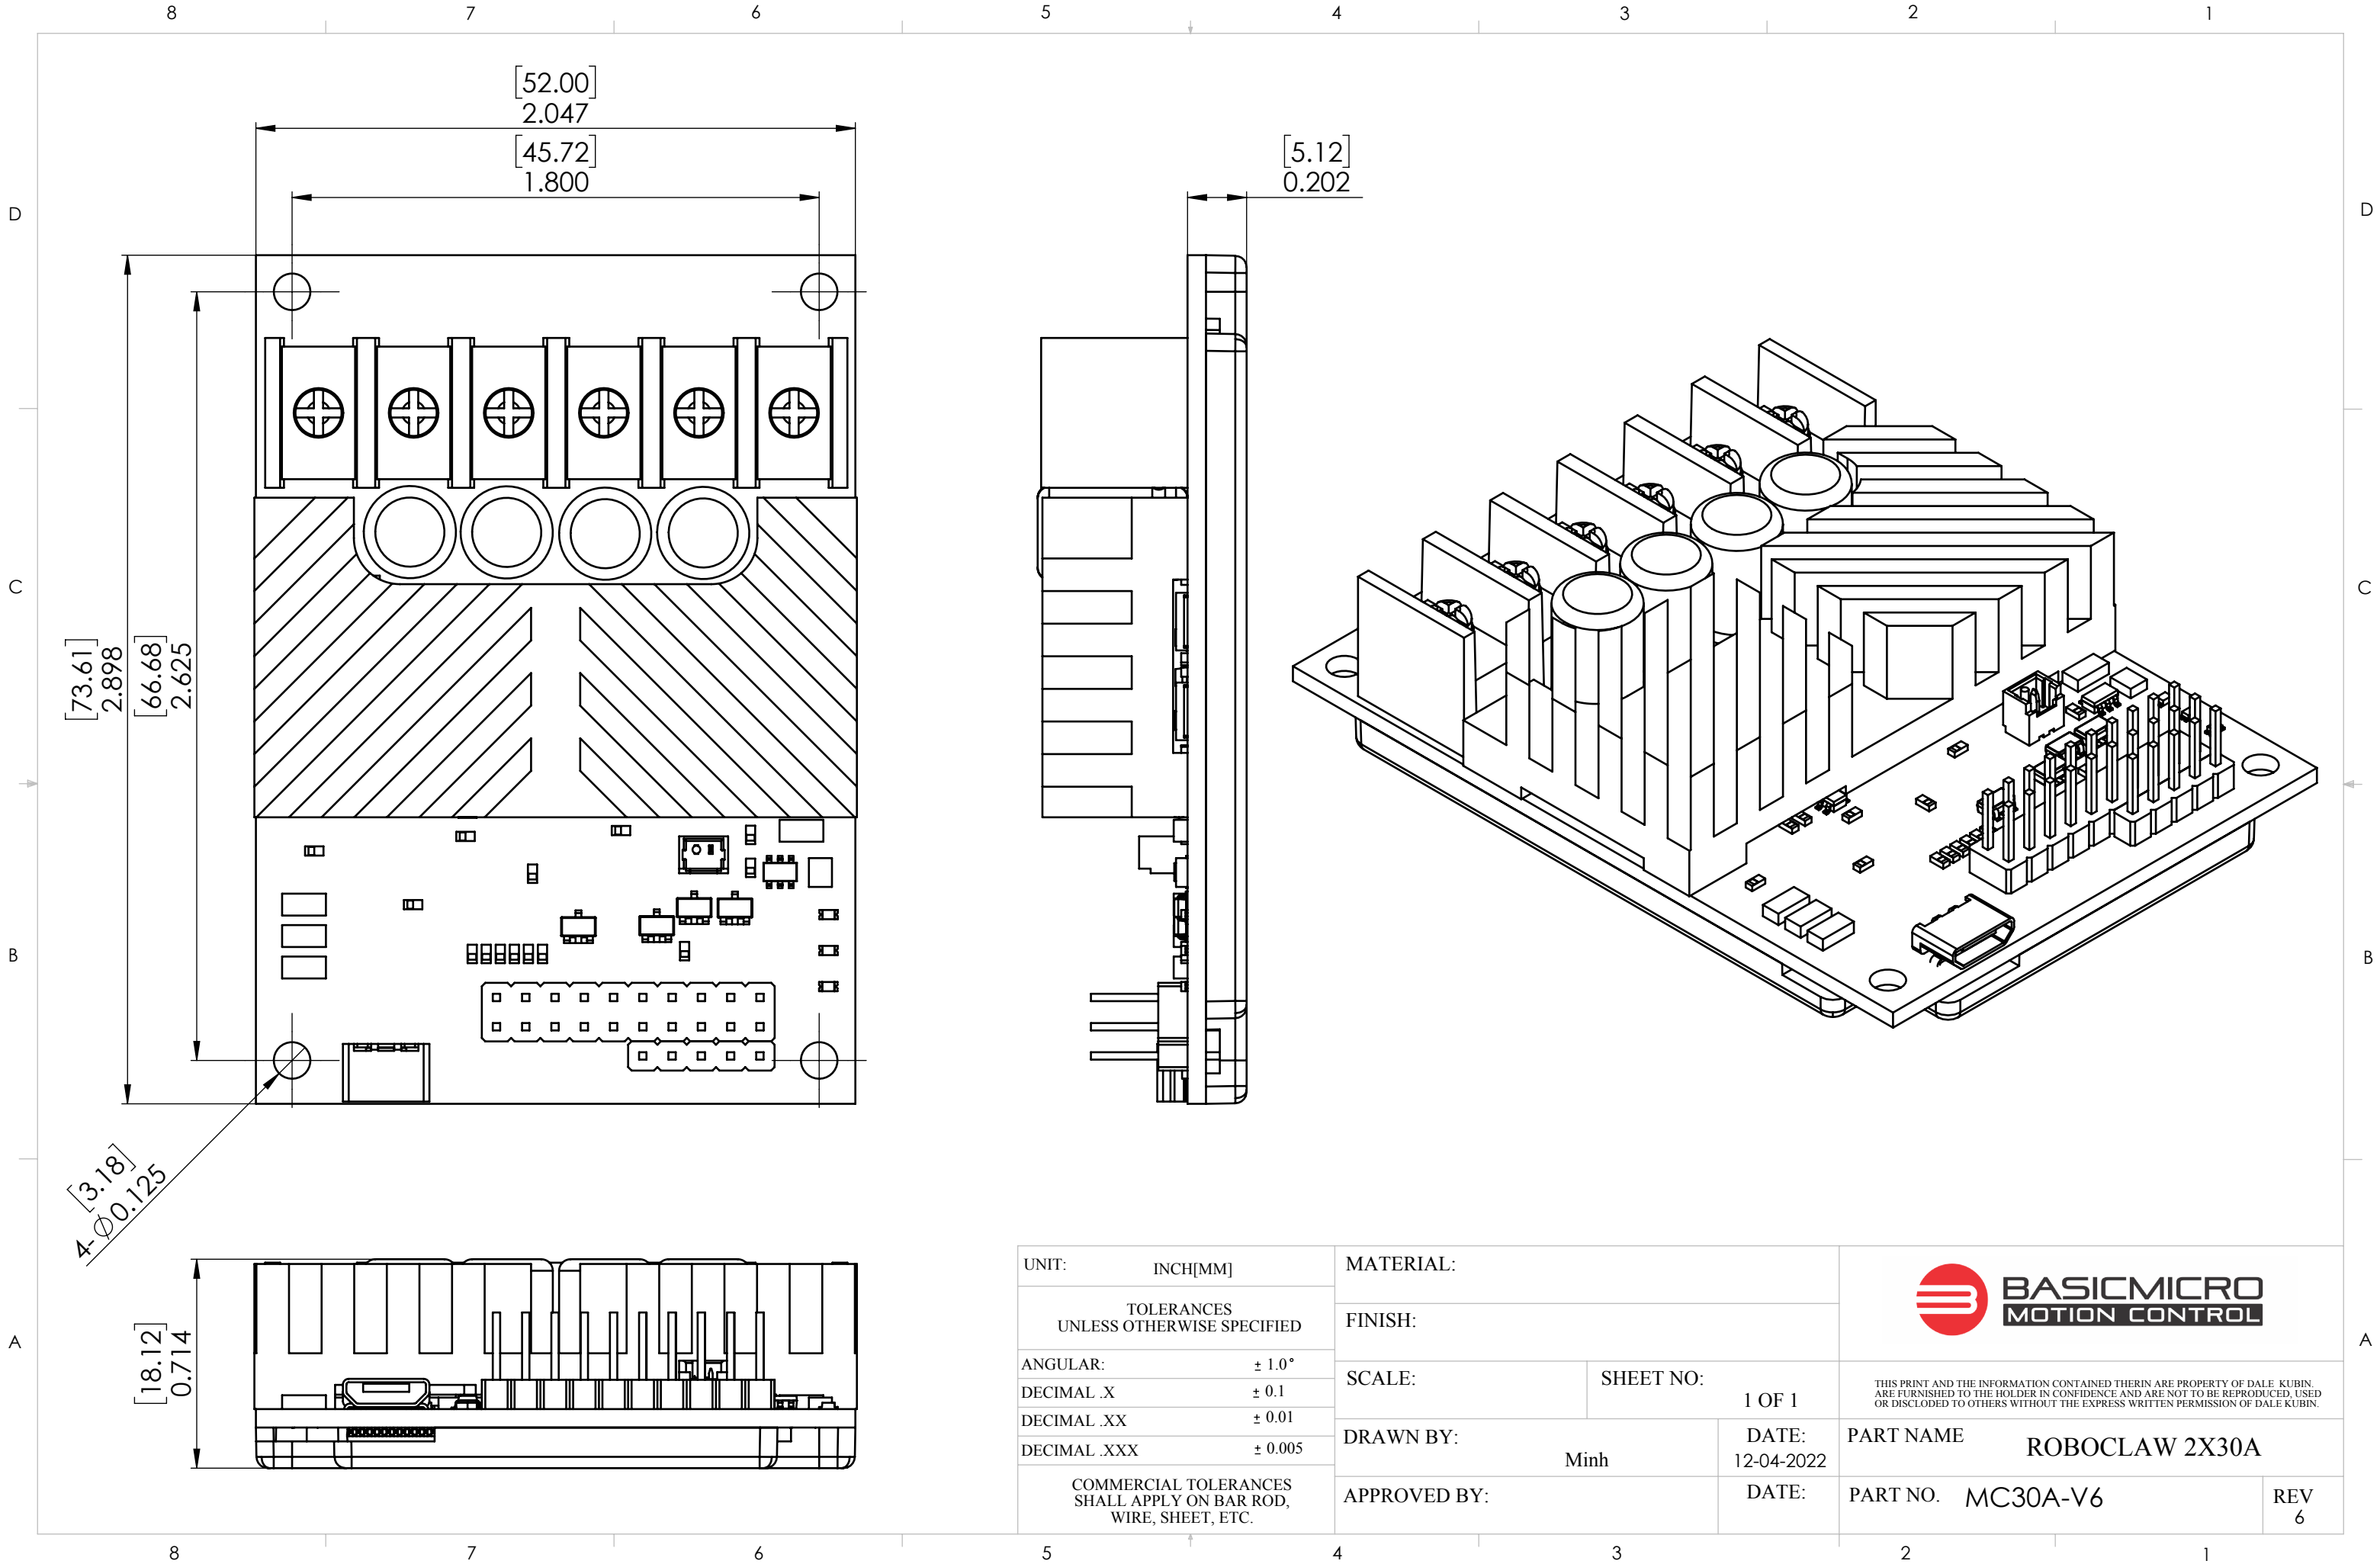 8 7 6 5 4 3 2 1
[52.00]
2.047
[45.72]
1.800
[5.12]
0.202
D D
C C
[73.61]
2.898
[66.68]
2.625
B B
[3.18]
4-∅0.125
[18.12]
0.714
A A
UNIT: INCH[MM]
TOLERANCES
UNLESS OTHERWISE SPECIFIED
ANGULAR: ± 1.0°
DECIMAL .X ± 0.1
DECIMAL .XX ± 0.01
DECIMAL .XXX ± 0.005
COMMERCIAL TOLERANCES
SHALL APPLY ON BAR ROD,
WIRE, SHEET, ETC.
MATERIAL:
FINISH:
SCALE:
SHEET NO:
1 OF 1
DRAWN BY:
Minh
DATE:
12-04-2022
APPROVED BY:
DATE:
BASICMICRO
MOTION CONTROL
THIS PRINT AND THE INFORMATION CONTAINED THERIN ARE PROPERTY OF DALE KUBIN.
ARE FURNISHED TO THE HOLDER IN CONFIDENCE AND ARE NOT TO BE REPRODUCED, USED
OR DISCLODED TO OTHERS WITHOUT THE EXPRESS WRITTEN PERMISSION OF DALE KUBIN.
PART NAME
ROBOCLAW 2X30A
PART NO. MC30A-V6
REV
6
8 7 6 5 4 3 2 1